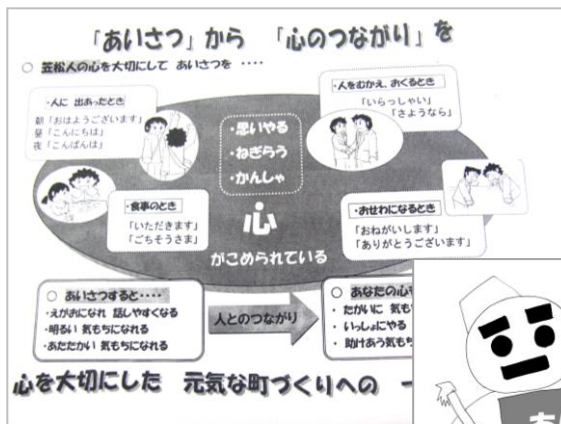 「あいさつ」から 「心のつながり」を
○ 笠松人の心を大切にして あいさつを ‥‥
・人に 出あったとき
朝「おはようございます」
昼「こんにちは」
夜「こんばんは」
・人をむかえ、おくるとき
「いらっしゃい」
「さようなら」
・思いやる
・ねぎらう
・かんしゃ
心
がこめられている
・食事のとき
「いただきます」
「ごちそうさま」
・おせわになるとき
「おねがいします」
「ありがとうございます」
○ あいさつすると‥‥
・えがおになれ 話しやすくなる
・明るい 気もちになれる
・あたたかい 気もちになれる
人とのつながり
○ あなたの心
・ たがいに 気も
・ いっしょにやる
・ 助けあう気も
心を大切にした 元気な町づくりへの 一